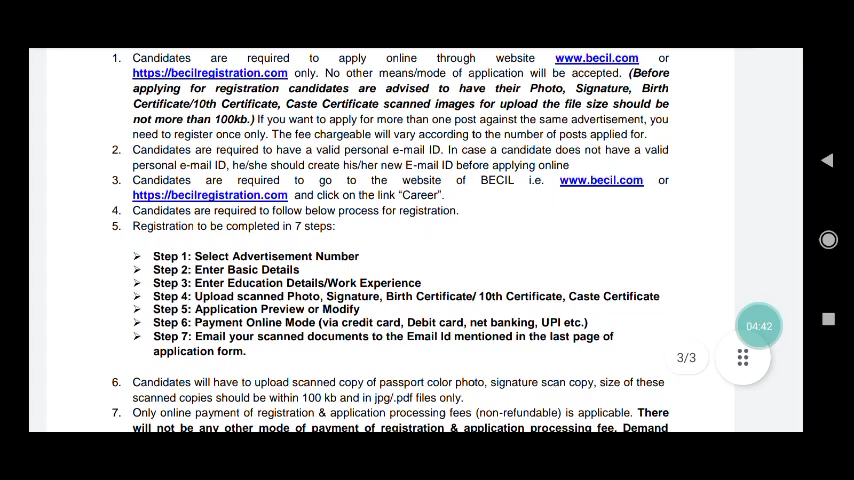 1. Candidates are required to apply online through website www.becil.com or
https://becilregistration.com only. No other means/mode of application will be accepted. (Before
applying for registration candidates are advised to have their Photo, Signature, Birth
Certificate/10th Certificate, Caste Certificate scanned images for upload the file size should be
not more than 100kb.) If you want to apply for more than one post against the same advertisement, you
need to register once only. The fee chargeable will vary according to the number of posts applied for.
2. Candidates are required to have a valid personal e-mail ID. In case a candidate does not have a valid
personal e-mail ID, he/she should create his/her new E-mail ID before applying online
3. Candidates are required to go to the website of BECIL i.e. www.becil.com or
https://becilregistration.com and click on the link “Career”.
4. Candidates are required to follow below process for registration.
5. Registration to be completed in 7 steps:
➢ Step 1: Select Advertisement Number
➢ Step 2: Enter Basic Details
➢ Step 3: Enter Education Details/Work Experience
➢ Step 4: Upload scanned Photo, Signature, Birth Certificate/ 10th Certificate, Caste Certificate
➢ Step 5: Application Preview or Modify
➢ Step 6: Payment Online Mode (via credit card, Debit card, net banking, UPI etc.)
➢ Step 7: Email your scanned documents to the Email Id mentioned in the last page of
application form.
04:42
3/3
6. Candidates will have to upload scanned copy of passport color photo, signature scan copy, size of these
scanned copies should be within 100 kb and in jpg/.pdf files only.
7. Only online payment of registration & application processing fees (non-refundable) is applicable. There
will not be any other mode of payment of registration & application processing fee. Demand